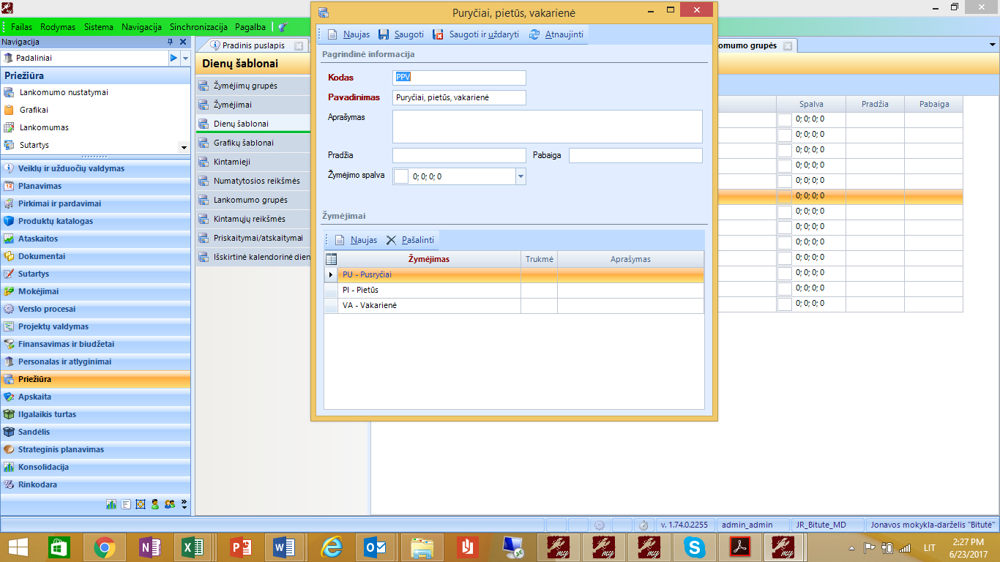 Puryčiai, pietūs, vakarienė
Failas Rodymas Sistema Navigacija Sinchronizacija Pagalba
Navigacija
Padaliniai
Priežiūra
Lankomumo nustatymai
Grafikai
Lankomumas
Sutartys
Veiklų ir užduočių valdymas
Planavimas
Pirkimai ir pardavimai
Produktų katalogas
Ataskaitos
Dokumentai
Sutartys
Mokėjimai
Verslo procesai
Projektų valdymas
Finansavimas ir biudžetai
Personalas ir atlyginimai
Priežiūra
Apskaita
Ilgalaikis turtas
Sandėlis
Strateginis planavimas
Konsolidacija
Rinkodara
Pradinis puslapis
Dienų šablonai
Žymėjimų grupės
Žymėjimai
Dienų šablonai
Grafikų šablonai
Kintamieji
Numatytosios reikšmės
Lankomumo grupės
Kintamųjų reikšmės
Priskaitymai/atskaitymai
Išskirtinė kalendorinė dien
Naujas Saugoti Saugoti ir uždaryti Atnaujinti
Pagrindinė informacija
Kodas PPV
Pavadinimas Puryčiai, pietūs, vakarienė
Aprašymas
Pradžia Pabaiga
Žymėjimo spalva 0; 0; 0; 0
Žymėjimai
Naujas Pašalinti
Žymėjimas Trukmė Aprašymas
PU - Pusryčiai
PI - Pietūs
VA - Vakarienė
omumo grupės
Spalva Pradžia Pabaiga
0; 0; 0; 0
0; 0; 0; 0
0; 0; 0; 0
0; 0; 0; 0
0; 0; 0; 0
0; 0; 0; 0
0; 0; 0; 0
0; 0; 0; 0
0; 0; 0; 0
0; 0; 0; 0
0; 0; 0; 0
0; 0; 0; 0
0; 0; 0; 0
v. 1.74.0.2255 admin_admin JR_Bitute_MD Jonavos mokykla-darželis "Bitutė"
LIT
2:27 PM
6/23/2017